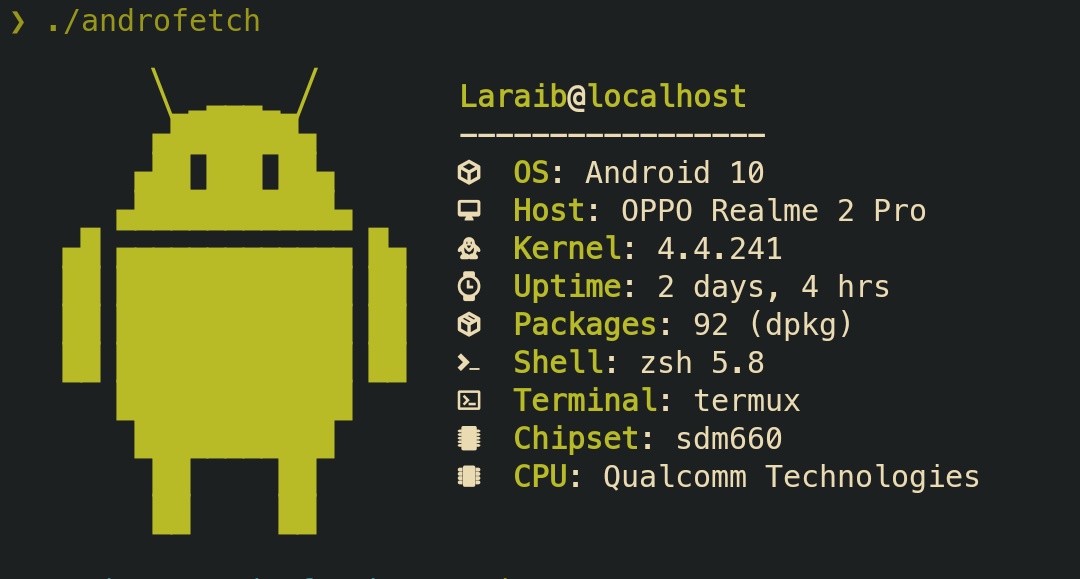 ❯ ./androfetch
Laraib@localhost
-----------------
OS: Android 10
Host: OPPO Realme 2 Pro
Kernel: 4.4.241
Uptime: 2 days, 4 hrs
Packages: 92 (dpkg)
Shell: zsh 5.8
Terminal: termux
Chipset: sdm660
CPU: Qualcomm Technologies